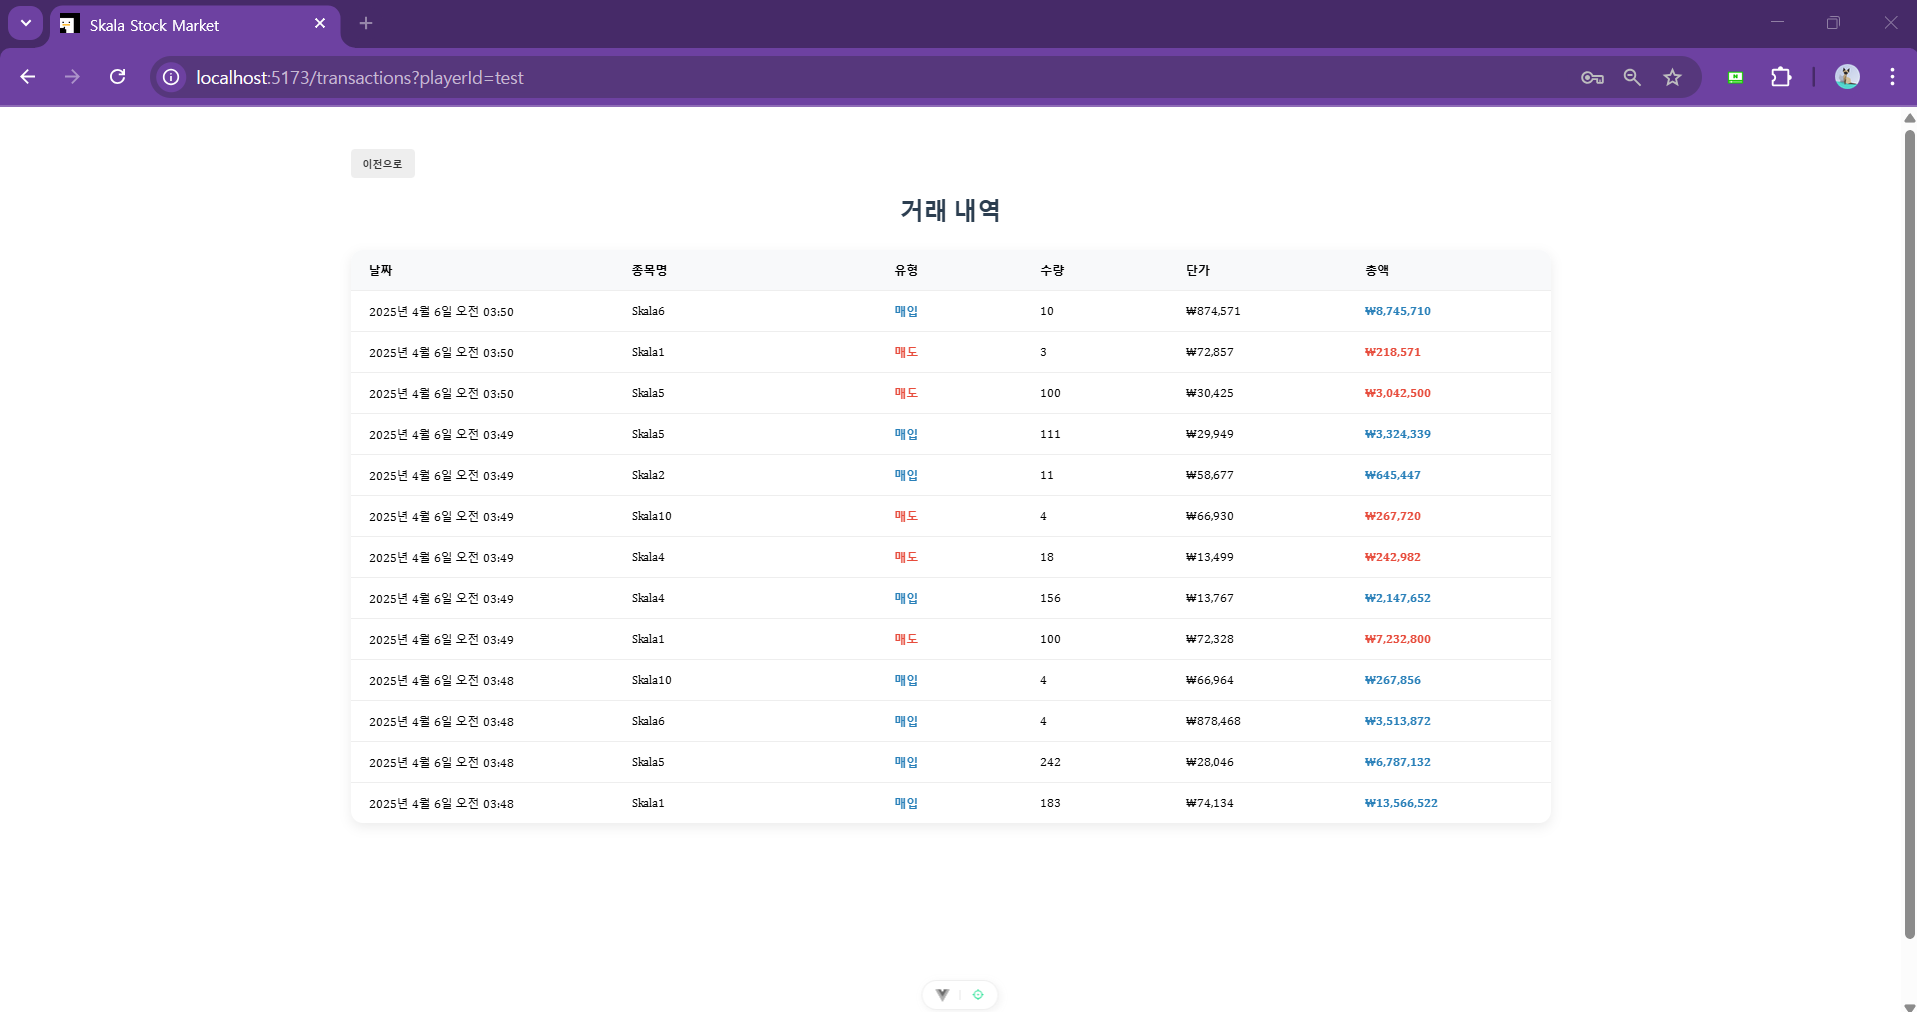 Skala Stock Market
localhost:5173/transactions?playerId=test
이전으로
거래 내역
날짜 종목명 유형 수량 단가 총액
2025년 4월 6일 오전 03:50 Skala6 매입 10 ₩874,571 ₩8,745,710
2025년 4월 6일 오전 03:50 Skala1 매도 3 ₩72,857 ₩218,571
2025년 4월 6일 오전 03:50 Skala5 매도 100 ₩30,425 ₩3,042,500
2025년 4월 6일 오전 03:49 Skala5 매입 111 ₩29,949 ₩3,324,339
2025년 4월 6일 오전 03:49 Skala2 매입 11 ₩58,677 ₩645,447
2025년 4월 6일 오전 03:49 Skala10 매도 4 ₩66,930 ₩267,720
2025년 4월 6일 오전 03:49 Skala4 매도 18 ₩13,499 ₩242,982
2025년 4월 6일 오전 03:49 Skala4 매입 156 ₩13,767 ₩2,147,652
2025년 4월 6일 오전 03:49 Skala1 매도 100 ₩72,328 ₩7,232,800
2025년 4월 6일 오전 03:48 Skala10 매입 4 ₩66,964 ₩267,856
2025년 4월 6일 오전 03:48 Skala6 매입 4 ₩878,468 ₩3,513,872
2025년 4월 6일 오전 03:48 Skala5 매입 242 ₩28,046 ₩6,787,132
2025년 4월 6일 오전 03:48 Skala1 매입 183 ₩74,134 ₩13,566,522